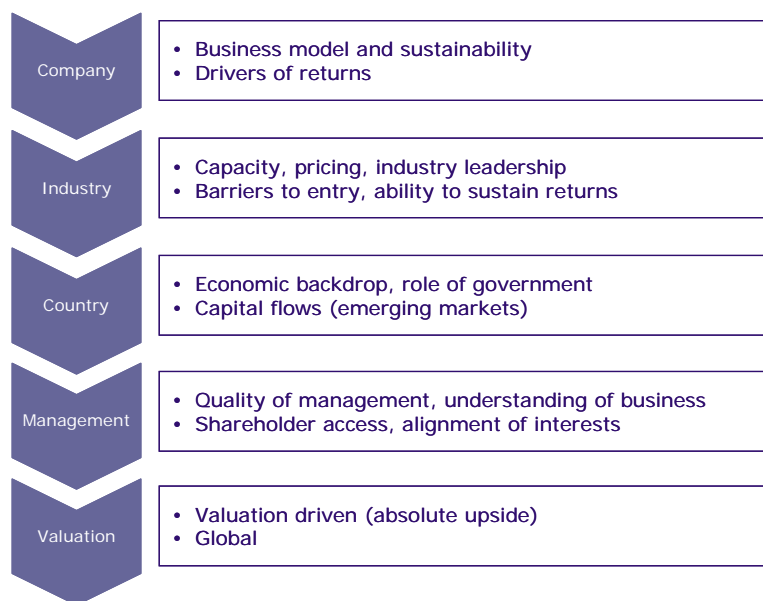 Company
• Business model and sustainability
• Drivers of returns
Industry
• Capacity, pricing, industry leadership
• Barriers to entry, ability to sustain returns
Country
• Economic backdrop, role of government
• Capital flows (emerging markets)
Management
• Quality of management, understanding of business
• Shareholder access, alignment of interests
Valuation
• Valuation driven (absolute upside)
• Global